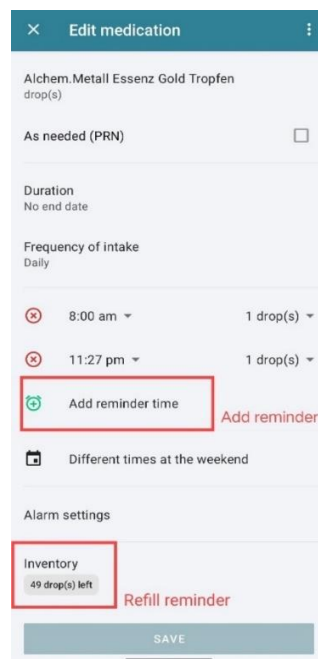 Edit medication
Alchem.Metall Essenz Gold Tropfen
drop(s)
As needed (PRN)
Duration
No end date
Frequency of intake
Daily
8:00 am 1 drop(s)
11:27 pm 1 drop(s)
Add reminder time
Add reminder
Different times at the weekend
Alarm settings
Inventory
49 drop(s) left
Refill reminder
SAVE